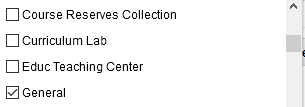 Course Reserves Collection
Curriculum Lab
Educ Teaching Center
General